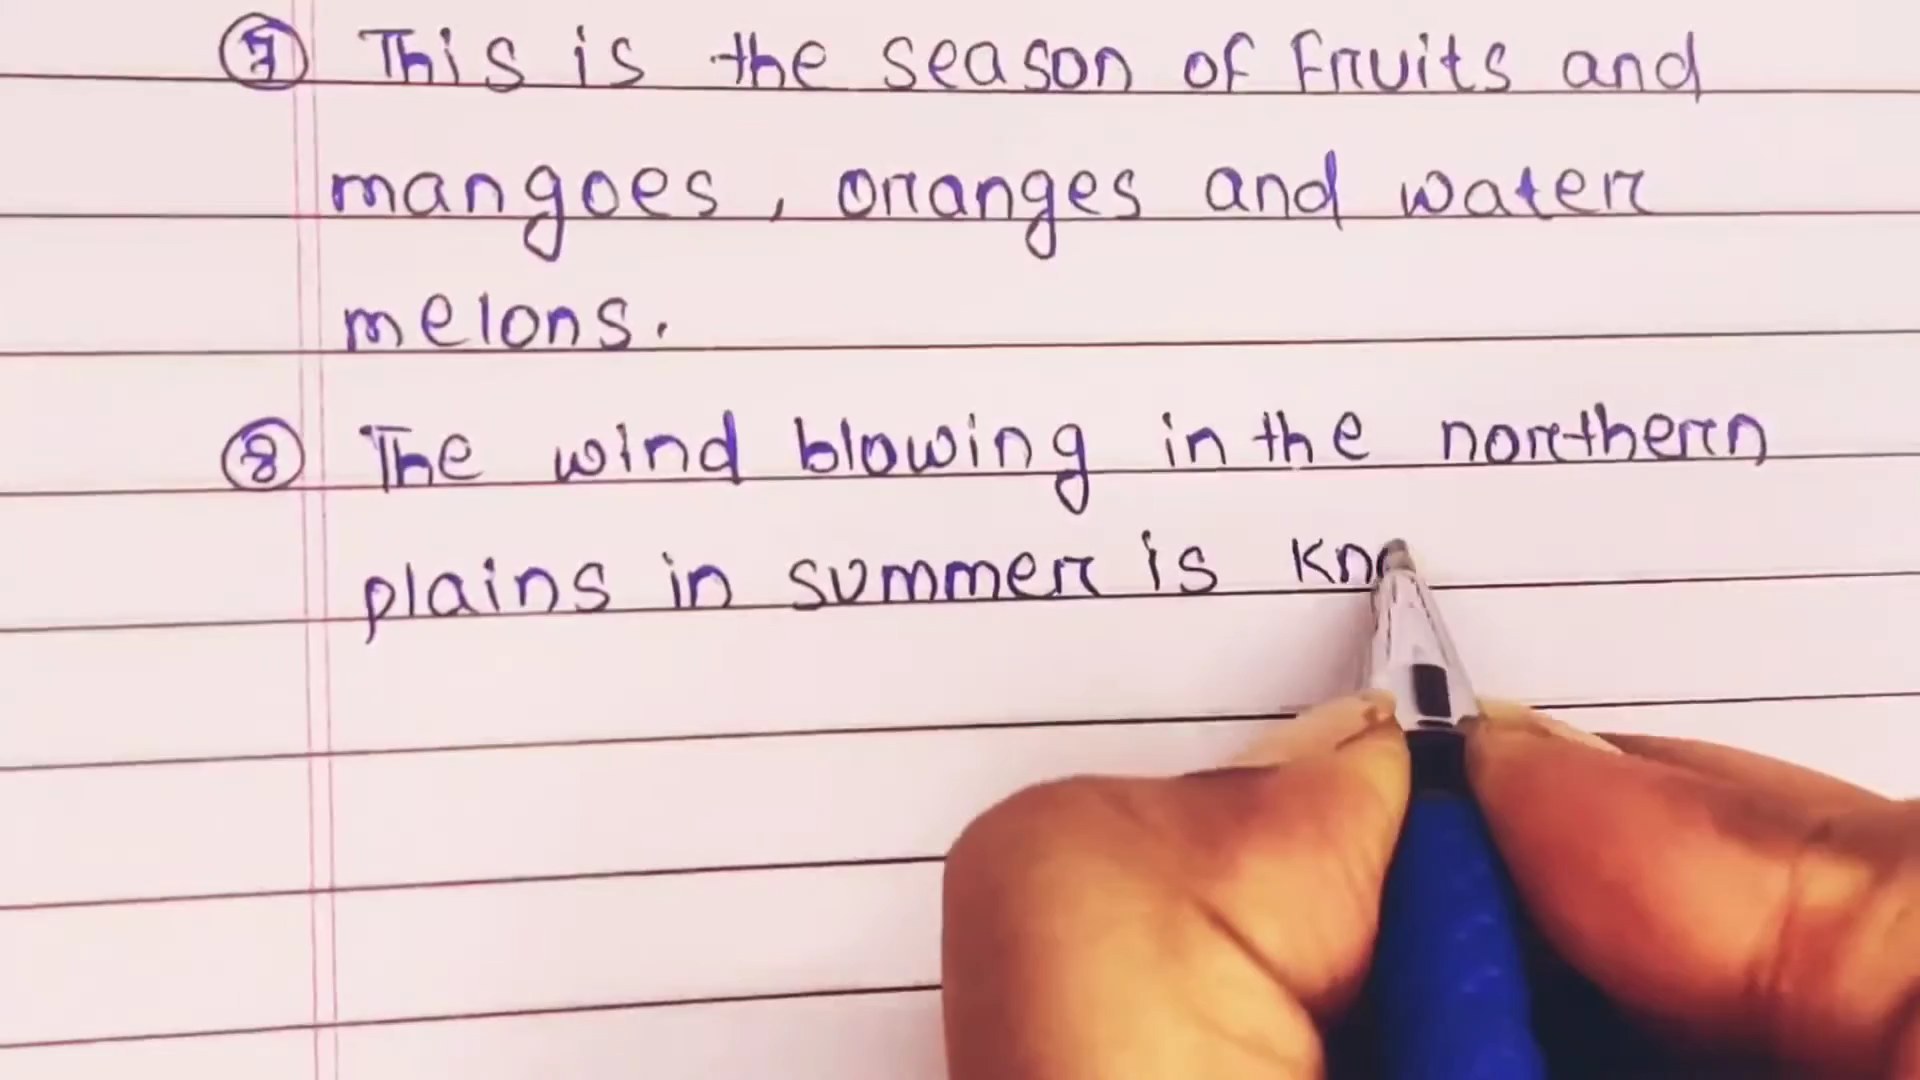 7 This is the season of fruits and
mangoes, oranges and water
melons.
8 The wind blowing in the northern
plains in summer is kno